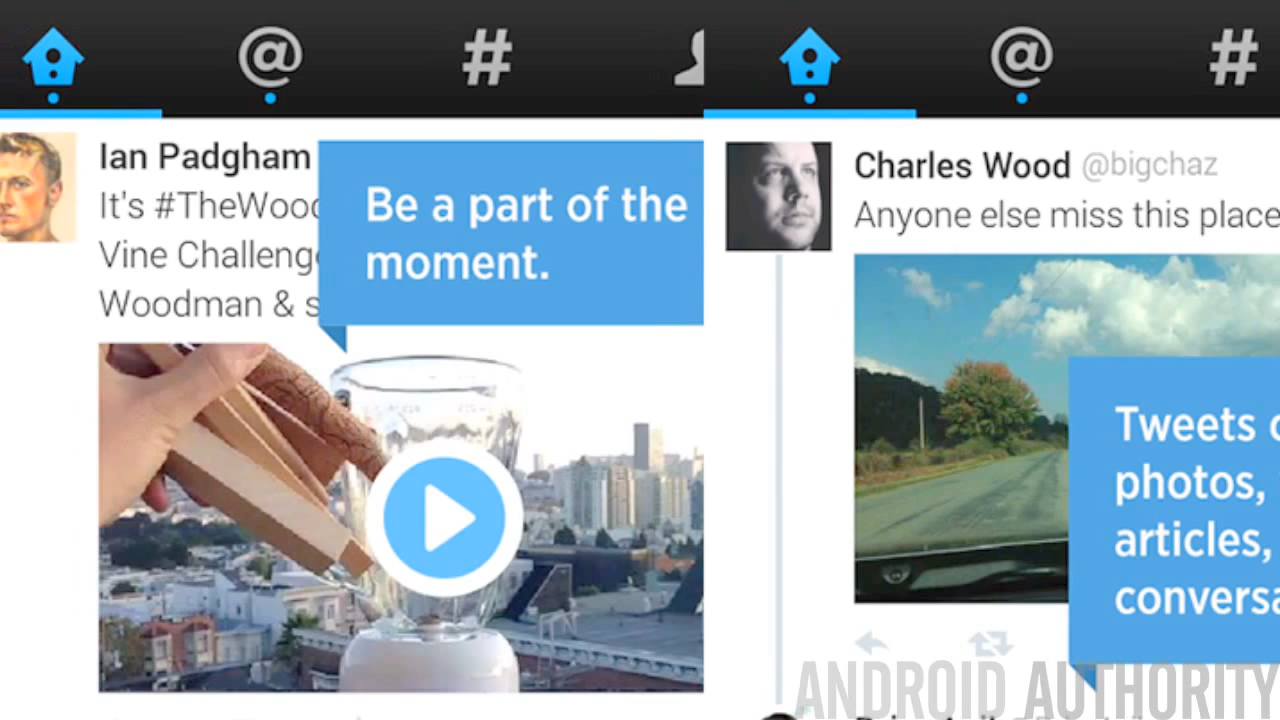 @
#
@
#
Ian Padgham
It's #TheWood
Vine Challeng
Woodman & s
Be a part of the
moment.
Charles Wood @bigchaz
Anyone else miss this place
Tweets
photos,
articles,
conversa
ANDROID AUTHORITY